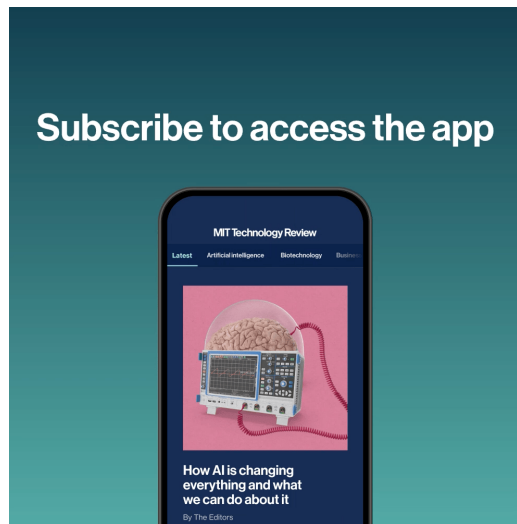 Subscribe to access the app
MIT Technology Review
Latest Artificial intelligence Biotechnology
How AI is changing
everything and what
we can do about it
By The Editors